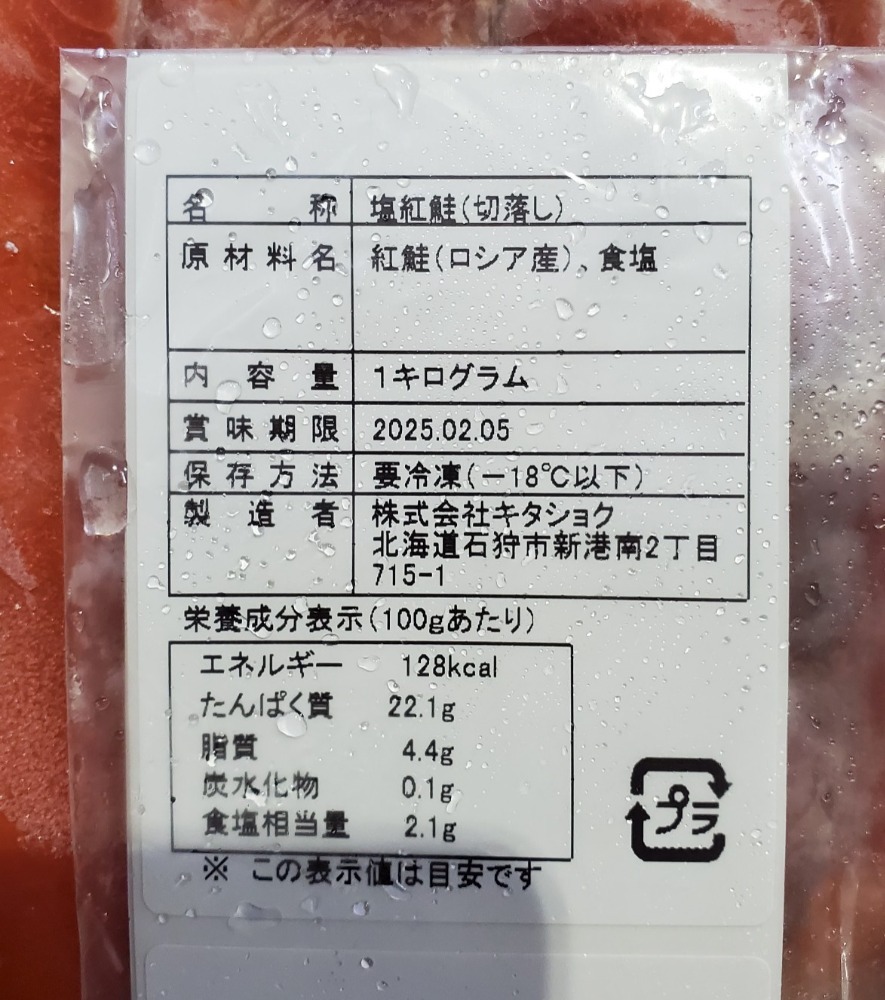 名称 塩紅鮭(切落し)
原材料名 紅鮭(ロシア産)、食塩
内容量 1キログラム
賞味期限 2025.02.05
保存方法 要冷凍(-18℃以下)
製造者 株式会社キタショク
北海道石狩市新港南2丁目
715-1
栄養成分表示(100gあたり)
エネルギー 128kcal
たんぱく質 22.1g
脂質 4.4g
炭水化物 0.1g
食塩相当量 2.1g
※ この表示値は目安です
プラ